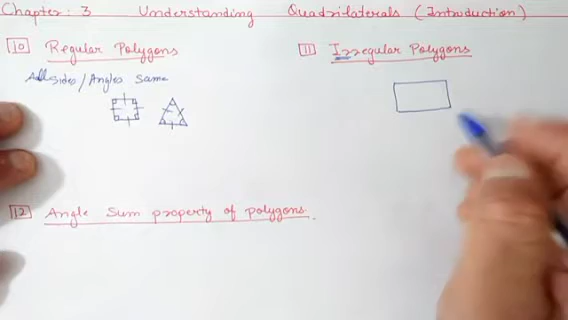 Chapter: 3 Understanding Quadrilaterals (Introduction)
10 Regular Polygons
All sides/Angles Same
11 Irregular Polygons
12 Angle Sum property of polygons.